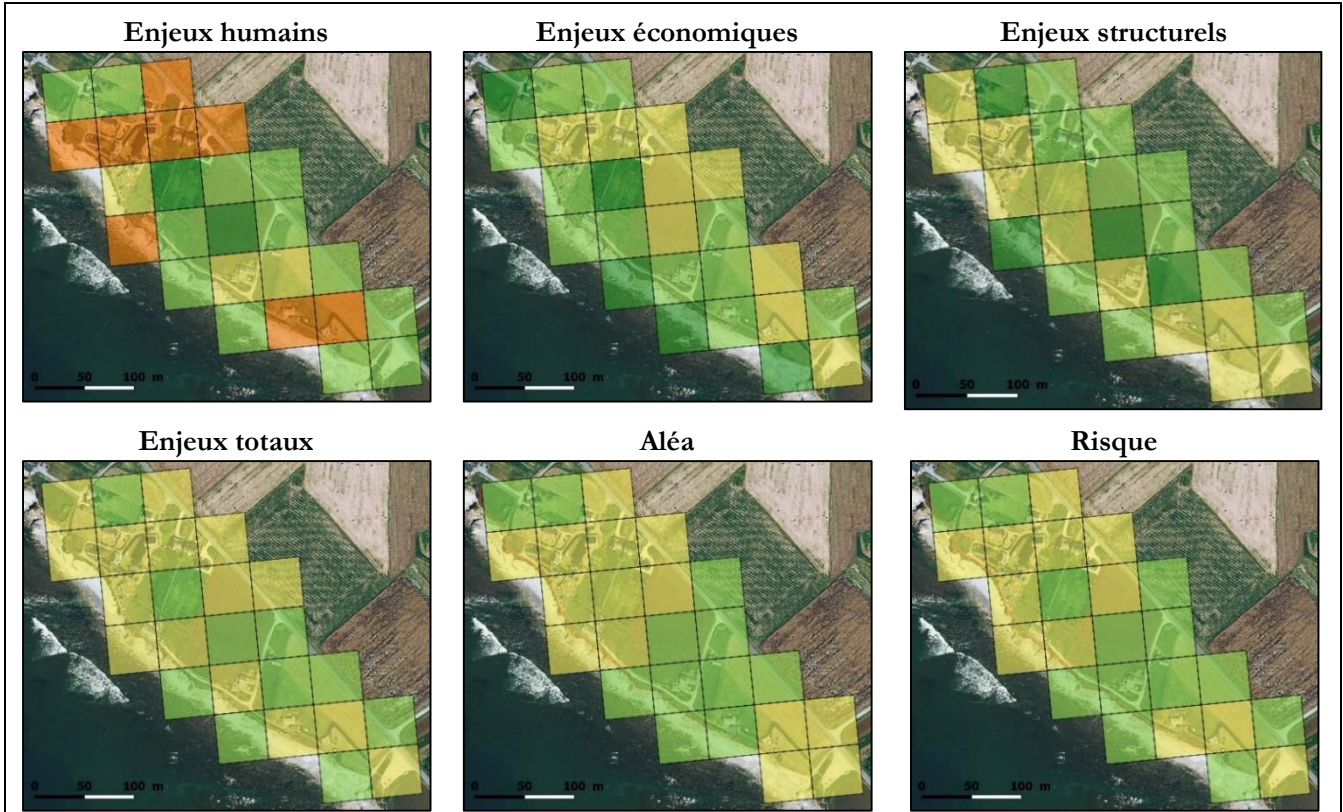 Enjeux humains
Enjeux économiques
Enjeux structurels
0 50 100 m
0 50 100 m
0 50 100 m
Enjeux totaux
Aléa
Risque
0 50 100 m
0 50 100 m
0 50 100 m